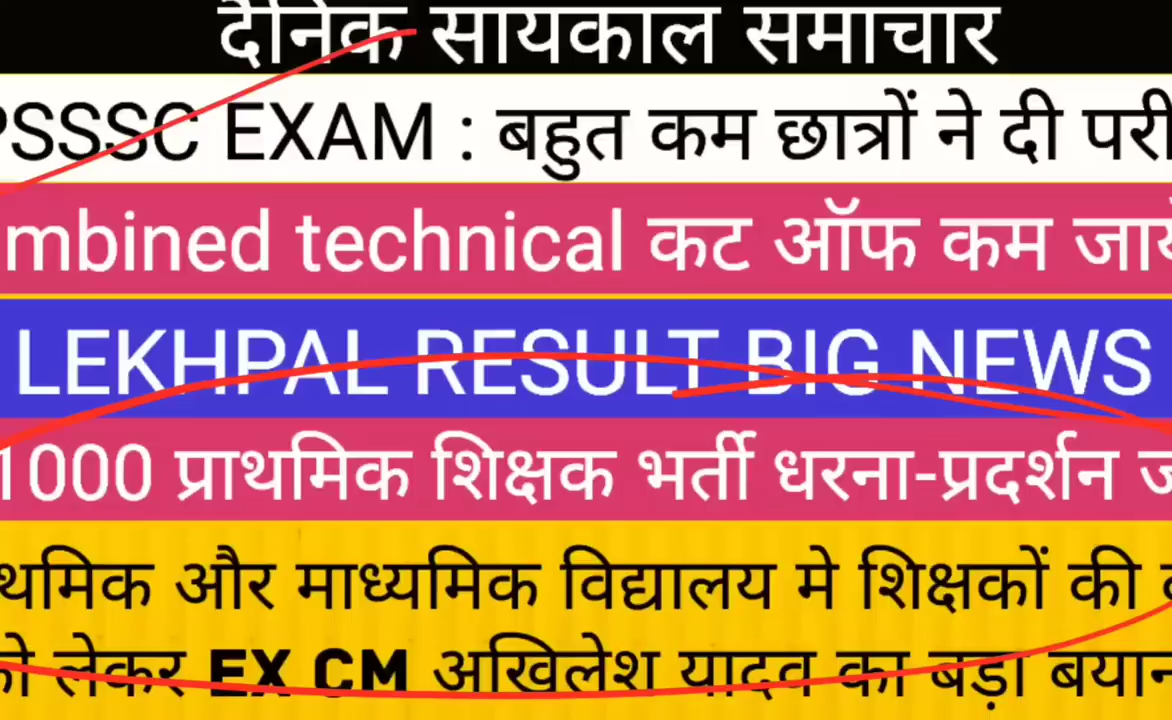 दैनिक सायकाल समाचार
PSSSC EXAM : बहुत कम छात्रों ने दी परी
mbined technical कट ऑफ कम जाये
LEKHPAL RESULT BIG NEWS
1000 प्राथमिक शिक्षक भर्ती धरना-प्रदर्शन ज
थमिक और माध्यमिक विद्यालय मे शिक्षकों की
लेकर EX CM अखिलेश यादव का बड़ा बयान